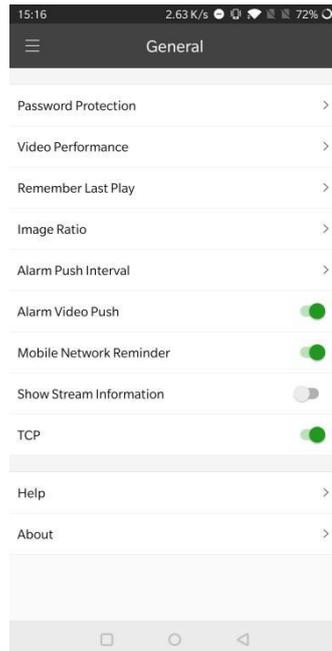 15:16 2.63 K/s 72%
General
Password Protection
Video Performance
Remember Last Play
Image Ratio
Alarm Push Interval
Alarm Video Push
Mobile Network Reminder
Show Stream Information
TCP
Help
About